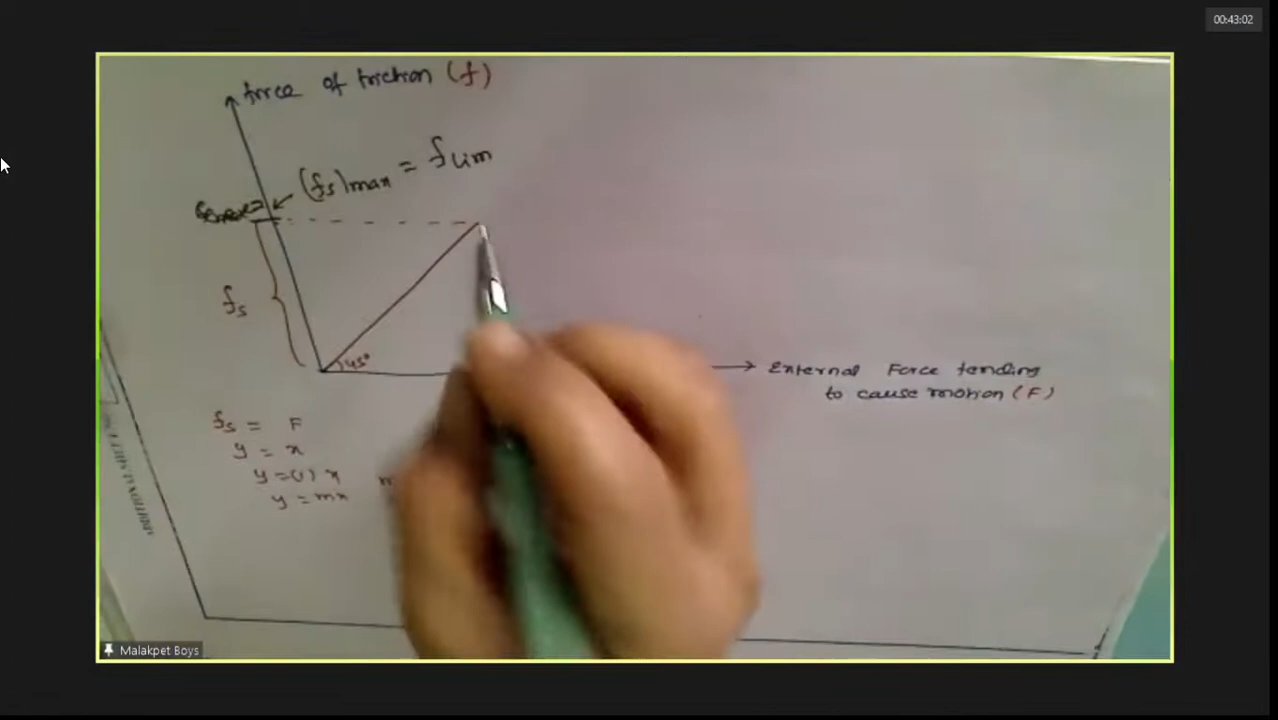 00:43:02
force of friction (f)
(fs)max = flim
fs
45°
External Force tending
to cause motion (F)
fs = F
y = x
y = (1) x
y = mx
Malakpet Boys